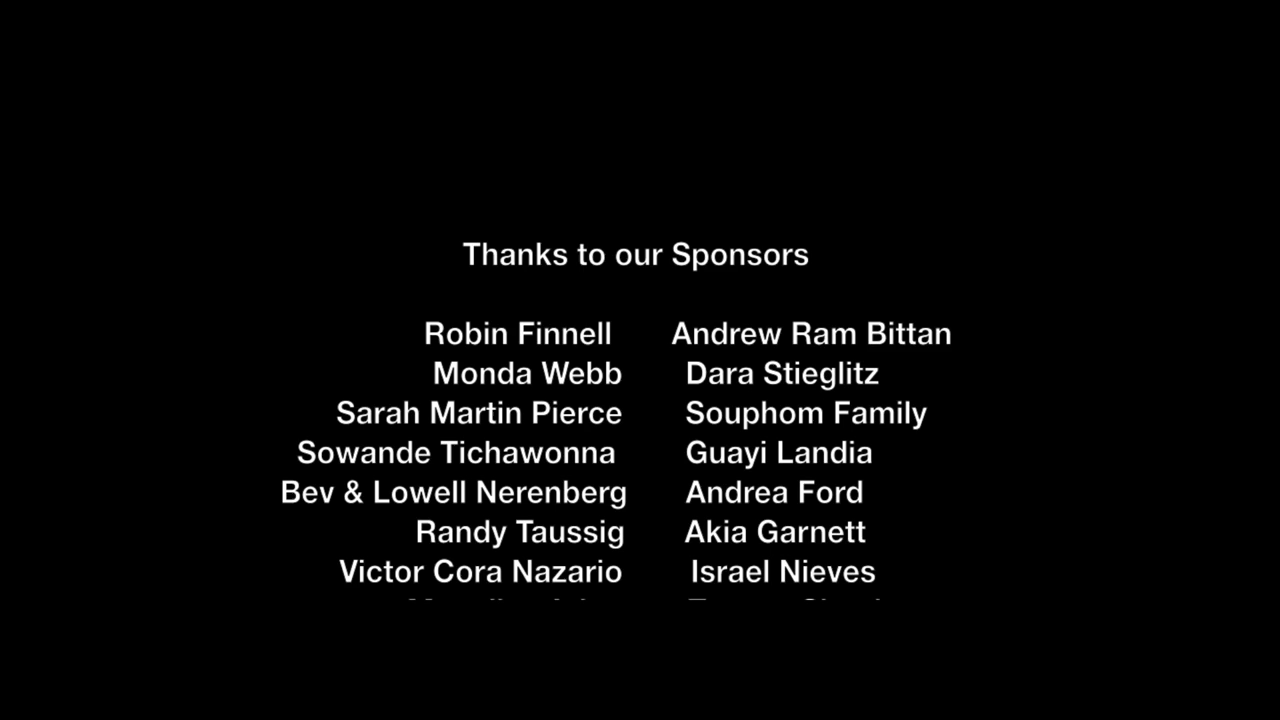 Thanks to our Sponsors
Robin Finnell Andrew Ram Bittan
Monda Webb Dara Stieglitz
Sarah Martin Pierce Souphom Family
Sowande Tichawonna Guayi Landia
Bev & Lowell Nerenberg Andrea Ford
Randy Taussig Akia Garnett
Victor Cora Nazario Israel Nieves